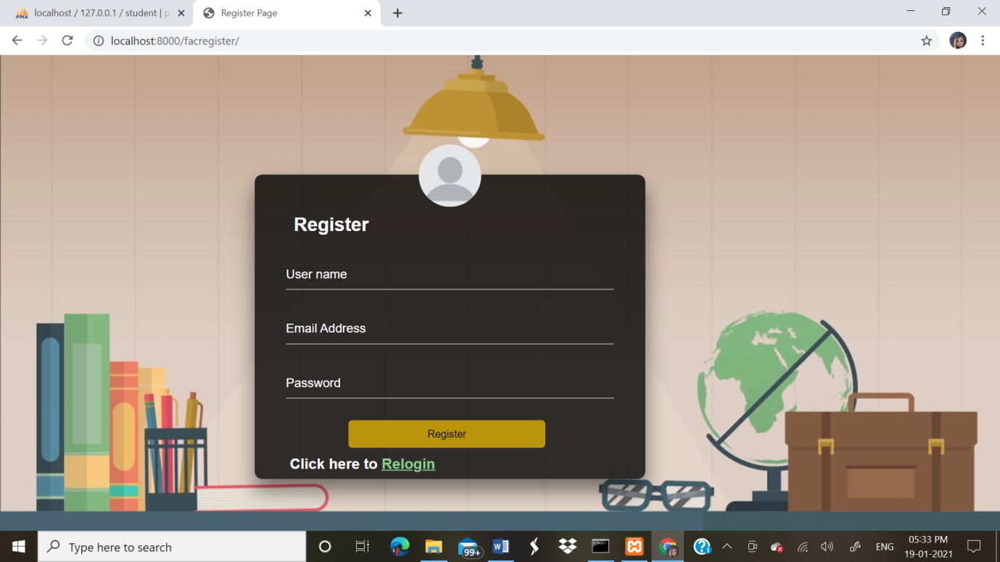 localhost / 127.0.0.1 / student | p
Register Page
localhost:8000/facregister/
Register
User name
Email Address
Password
Register
Click here to Relogin
Type here to search
99+
ENG
05:33 PM
19-01-2021